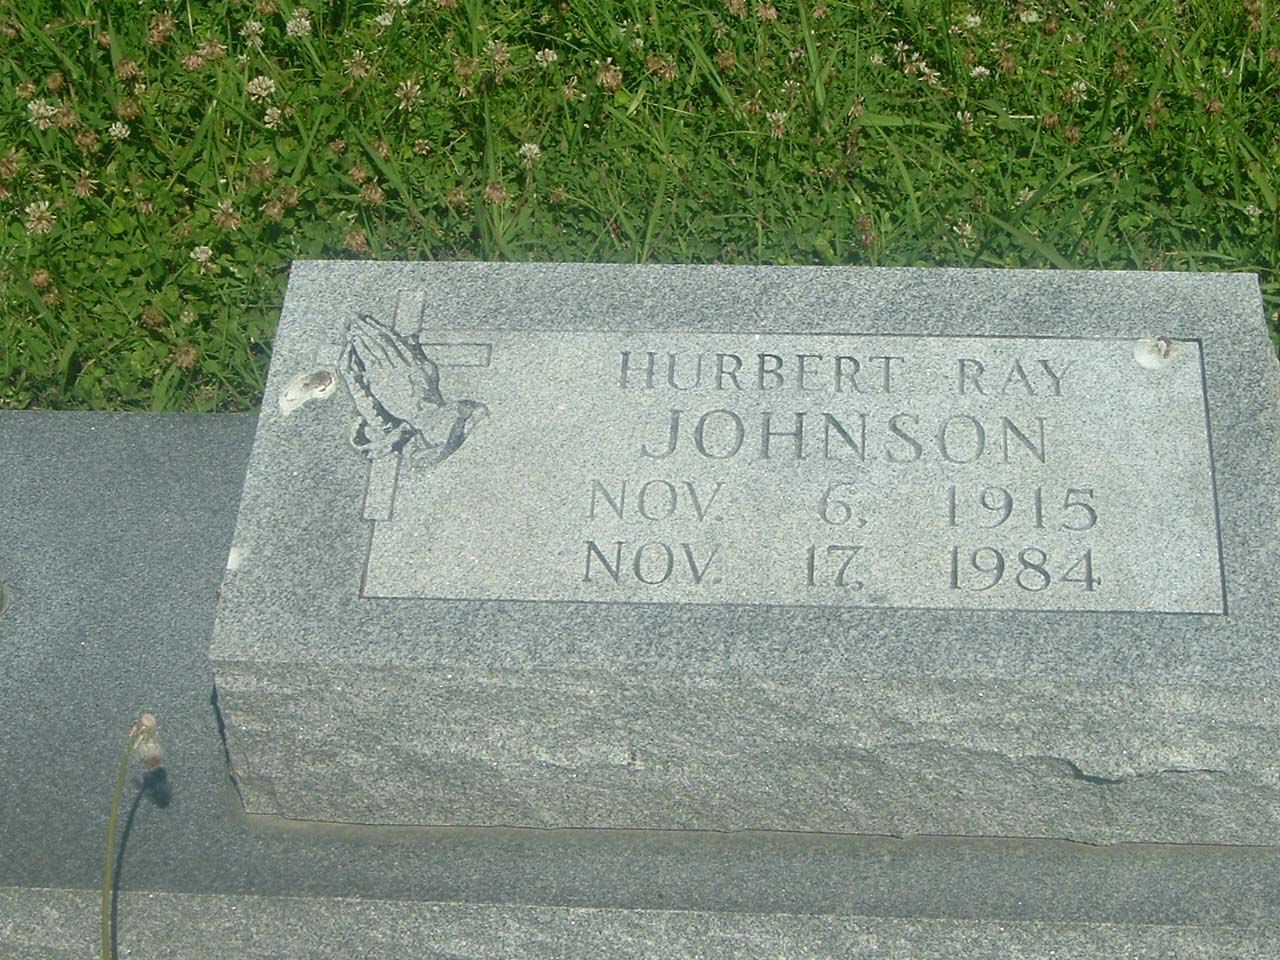 HURBERT RAY
JOHNSON
NOV. 6, 1915
NOV. 17, 1984